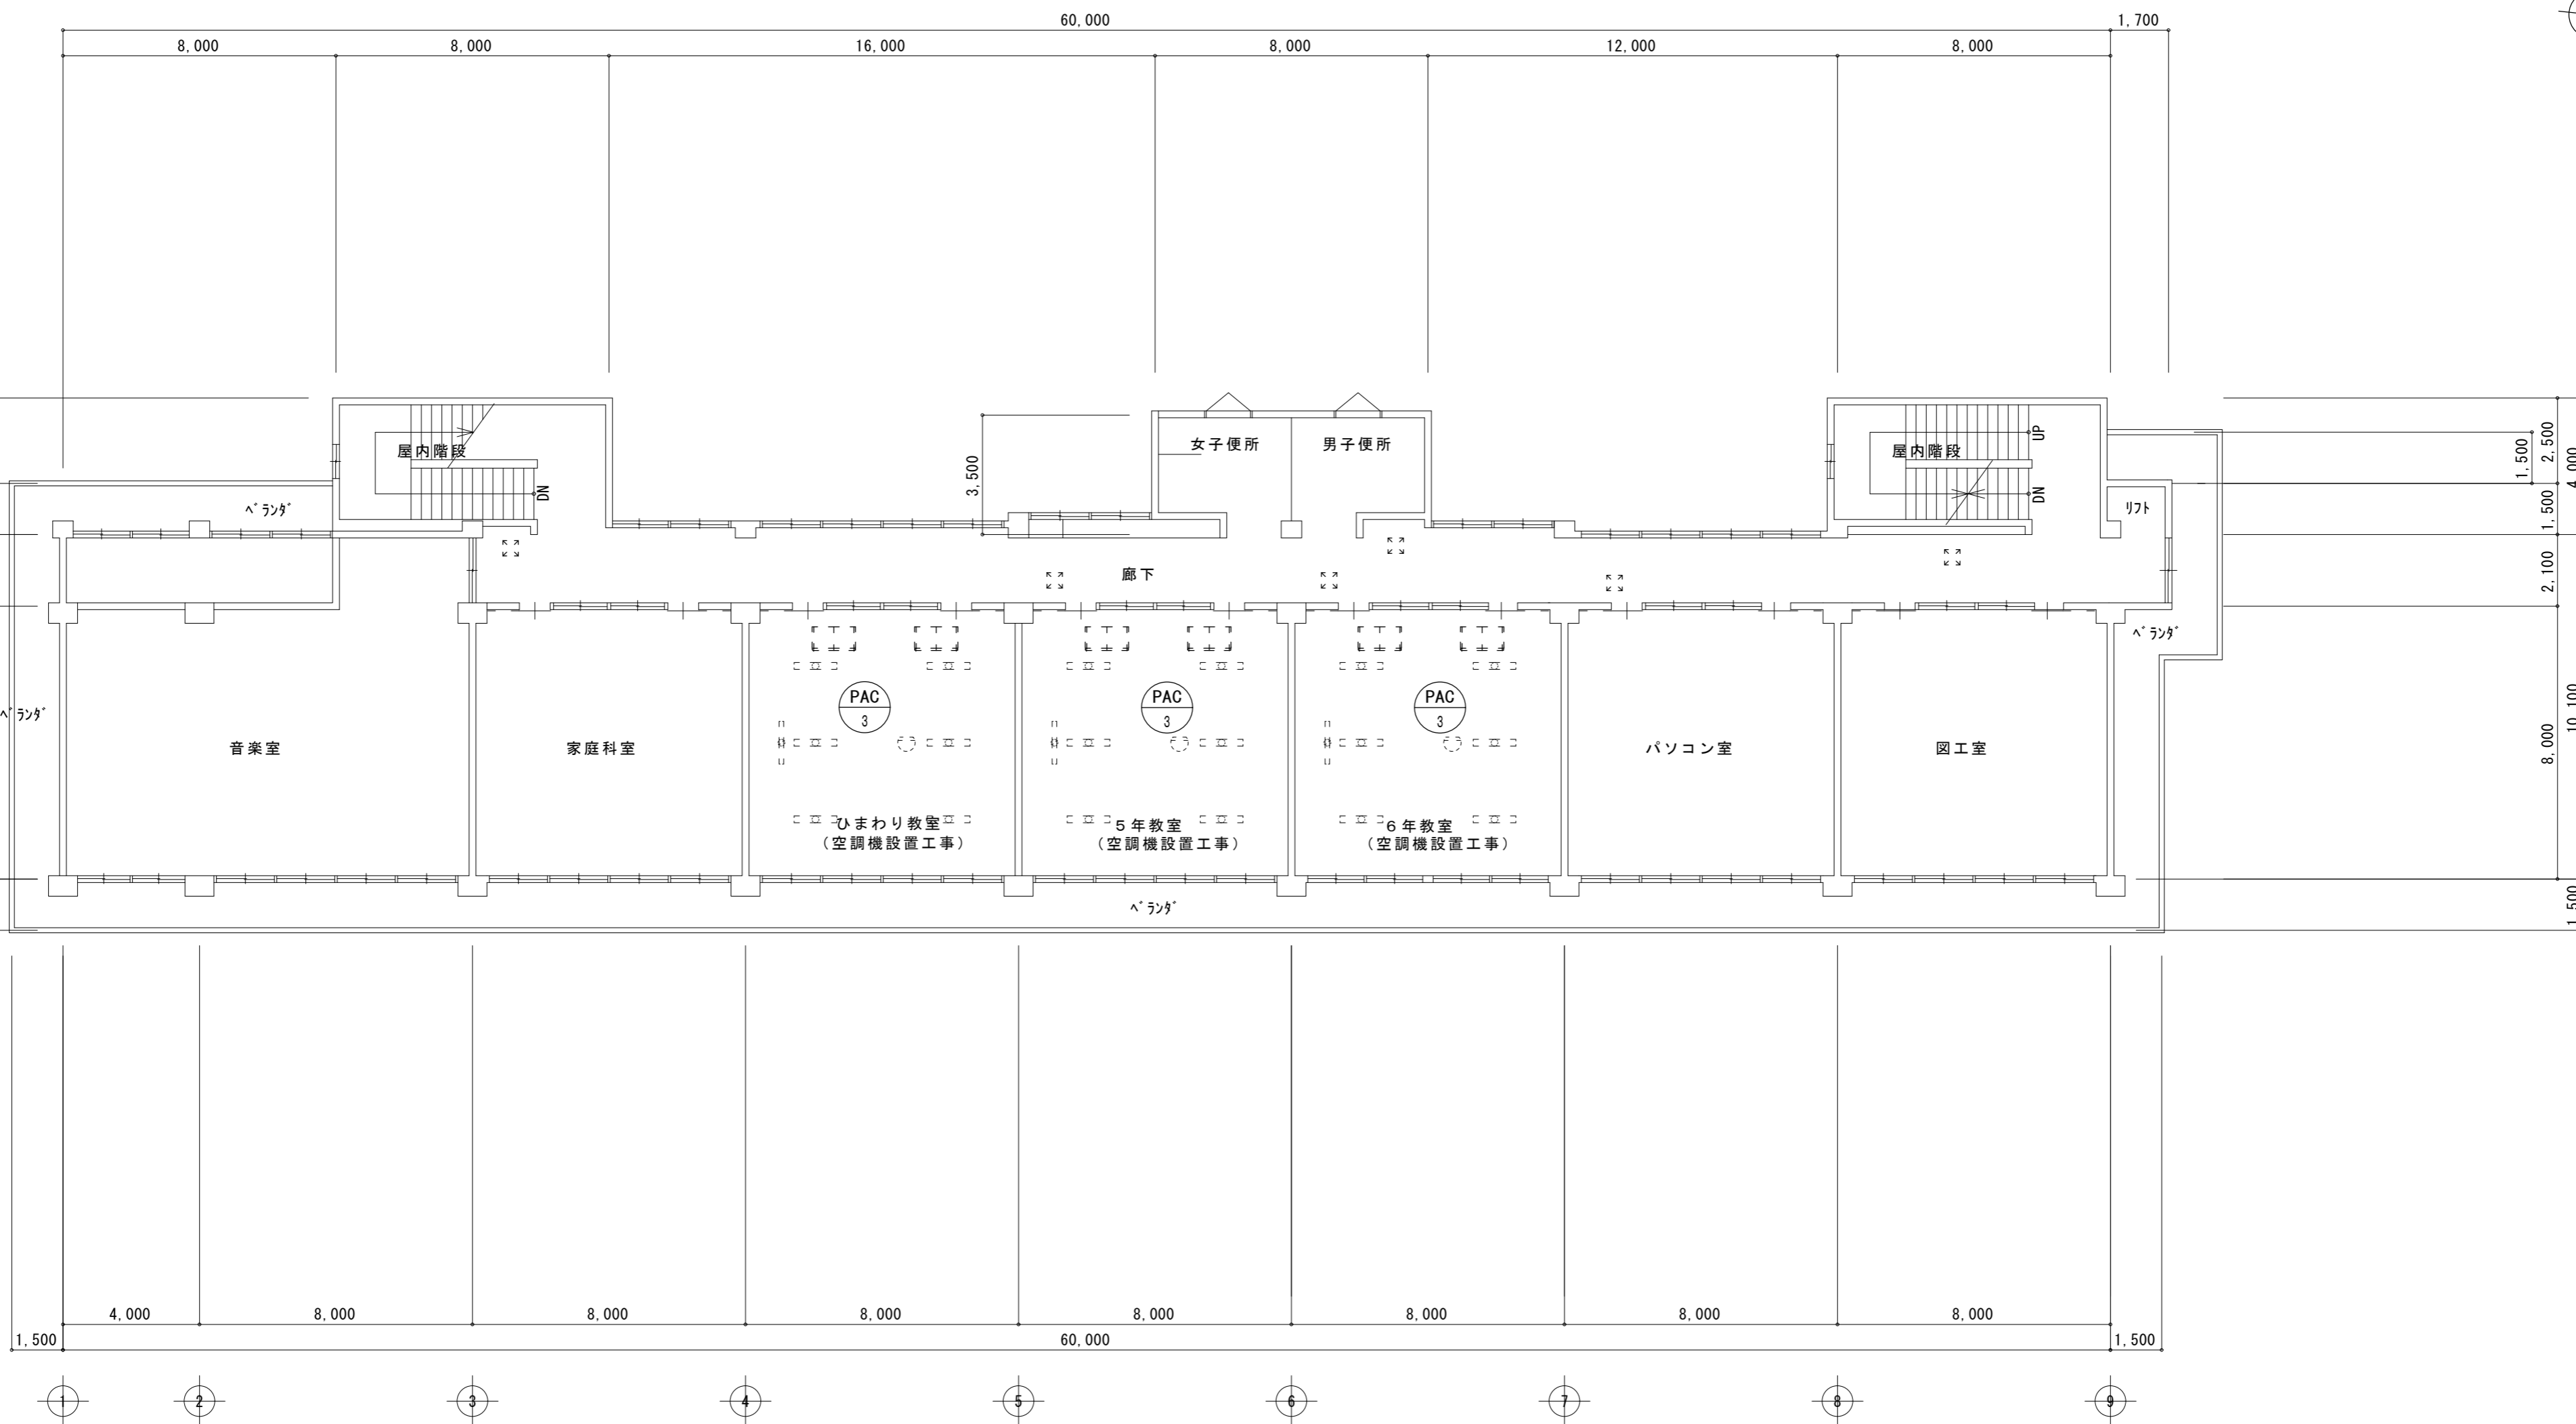 60,000
1,700
8,000
8,000
16,000
8,000
12,000
8,000
屋内階段
DN
ﾍﾞﾗﾝﾀﾞ
3,500
女子便所
男子便所
屋内階段
UP
DN
ﾘﾌﾄ
1,500
2,500
4,000
1,500
2,100
廊下
ﾍﾞﾗﾝﾀﾞ
ﾍﾞﾗﾝﾀﾞ
PAC
3
PAC
3
PAC
3
音楽室
家庭科室
パソコン室
図工室
10,100
8,000
ひまわり教室
(空調機設置工事)
5年教室
(空調機設置工事)
6年教室
(空調機設置工事)
ﾍﾞﾗﾝﾀﾞ
1,500
4,000
8,000
8,000
8,000
8,000
8,000
8,000
8,000
1,500
60,000
1,500
1
2
3
4
5
6
7
8
9